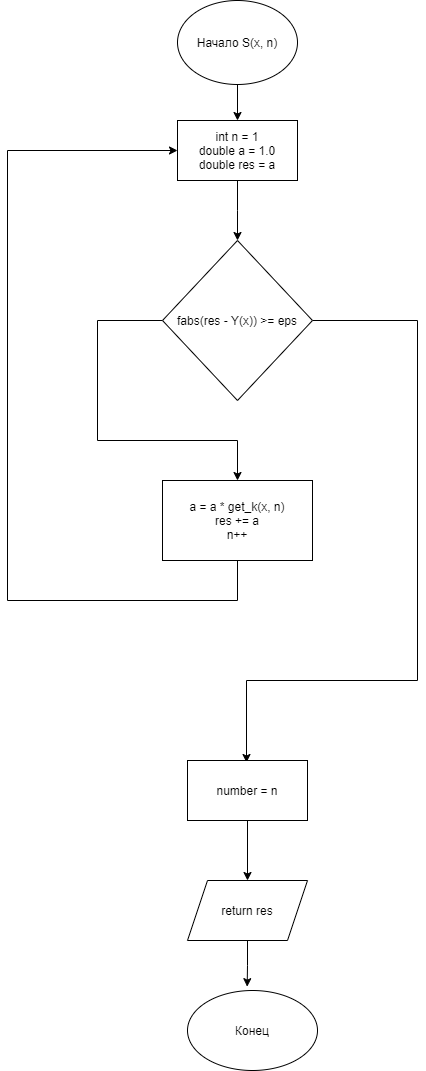 Начало S(x, n)
int n = 1
double a = 1.0
double res = a
fabs(res - Y(x)) >= eps
a = a * get_k(x, n)
res += a
n++
number = n
return res
Конец